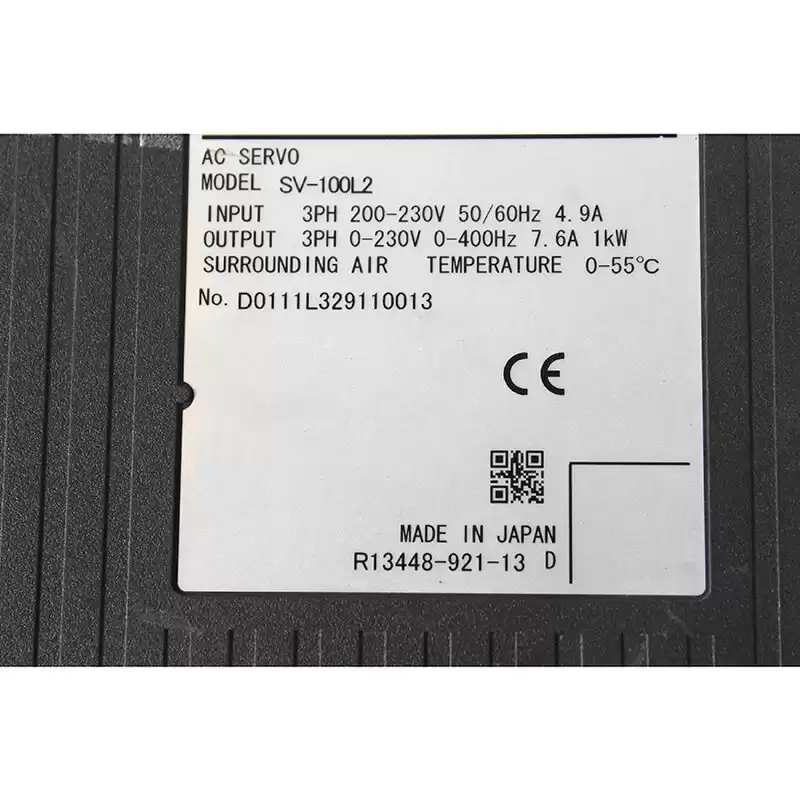 AC SERVO
MODEL SV-100L2
INPUT 3PH 200-230V 50/60Hz 4.9A
OUTPUT 3PH 0-230V 0-400Hz 7.6A 1kW
SURROUNDING AIR TEMPERATURE 0-55℃
No. D0111L329110013
CE
MADE IN JAPAN
R13448-921-13 D